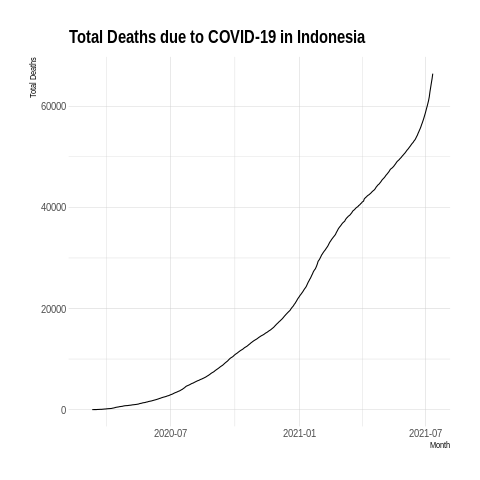 Total Deaths due to COVID-19 in Indonesia
Total Deaths
60000
40000
20000
0
2020-07 2021-01 2021-07
Month